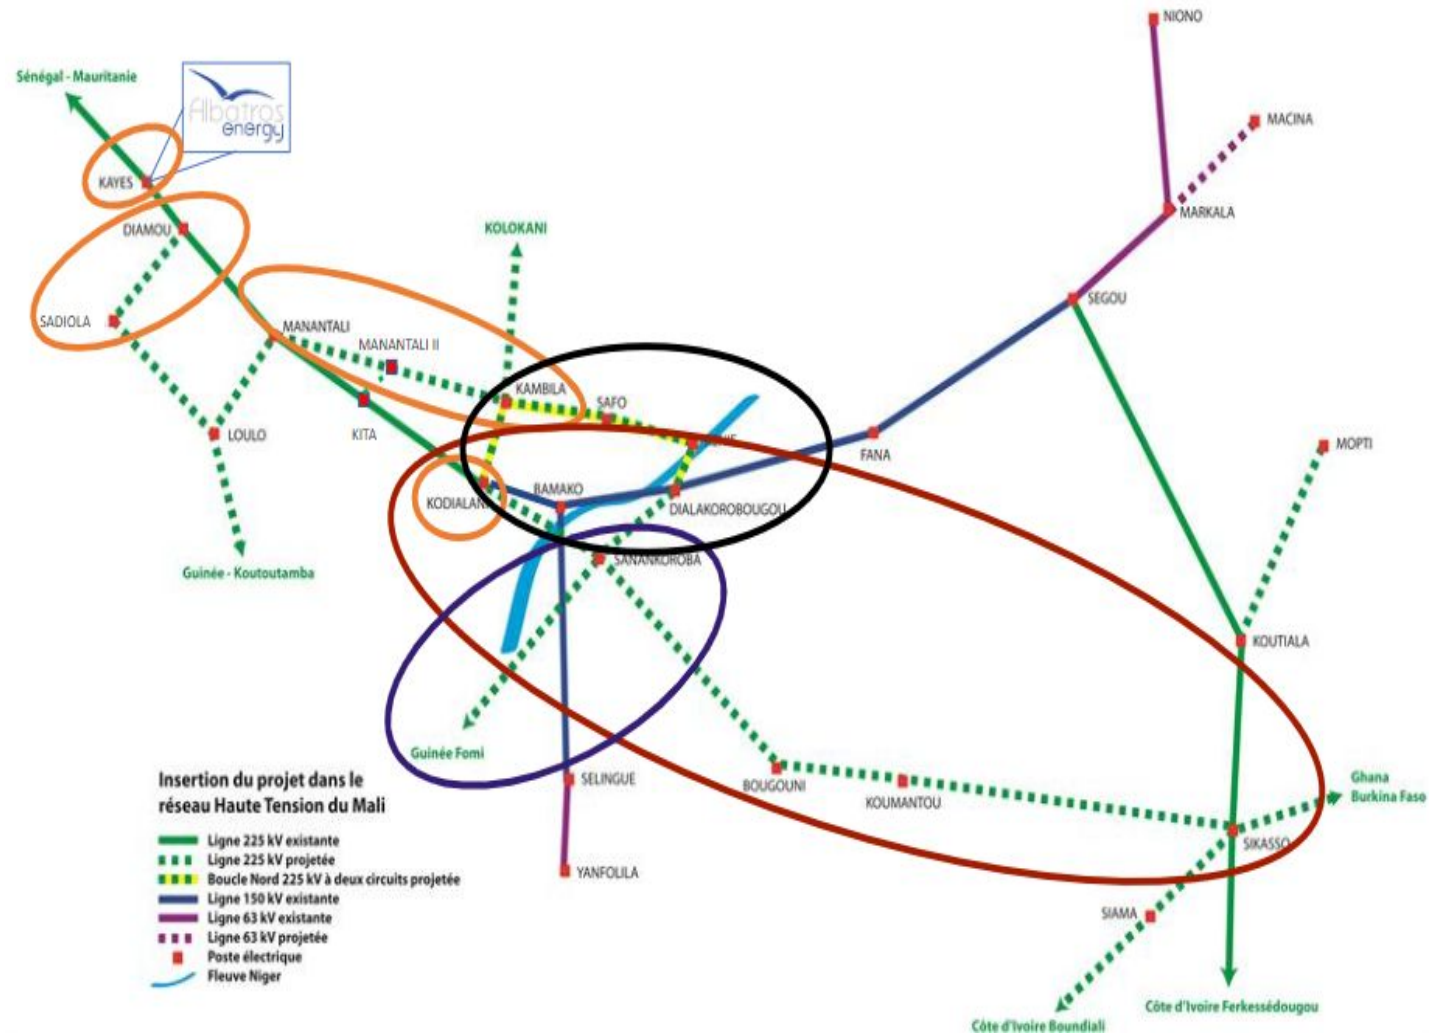 NIONO
Sénégal - Mauritanie
Albatros
energy
MACINA
KAYES
MARKALA
DIAMOU
KOLOKANI
SEGOU
SADIOLA
MANANTALI
MANANTALI II
KAMBILA
SAFO
KITA
LOULO
FANA
MOPTI
BAMAKO
KODIALANI
DIALAKOROBOUGOU
SANANKOROBA
Guinée - Koutoutamba
KOUTIALA
Guinée Fomi
SELINGUE
BOUGOUNI
KOUMANTOU
Ghana
Burkina Faso
SIKASSO
YANFOLILA
SIAMA
Côte d'Ivoire Ferkessédougou
Côte d'Ivoire Boundiali
Insertion du projet dans le
réseau Haute Tension du Mali
Ligne 225 kV existante
Ligne 225 kV projetée
Boucle Nord 225 kV à deux circuits projetée
Ligne 150 kV existante
Ligne 63 kV existante
Ligne 63 kV projetée
Poste électrique
Fleuve Niger